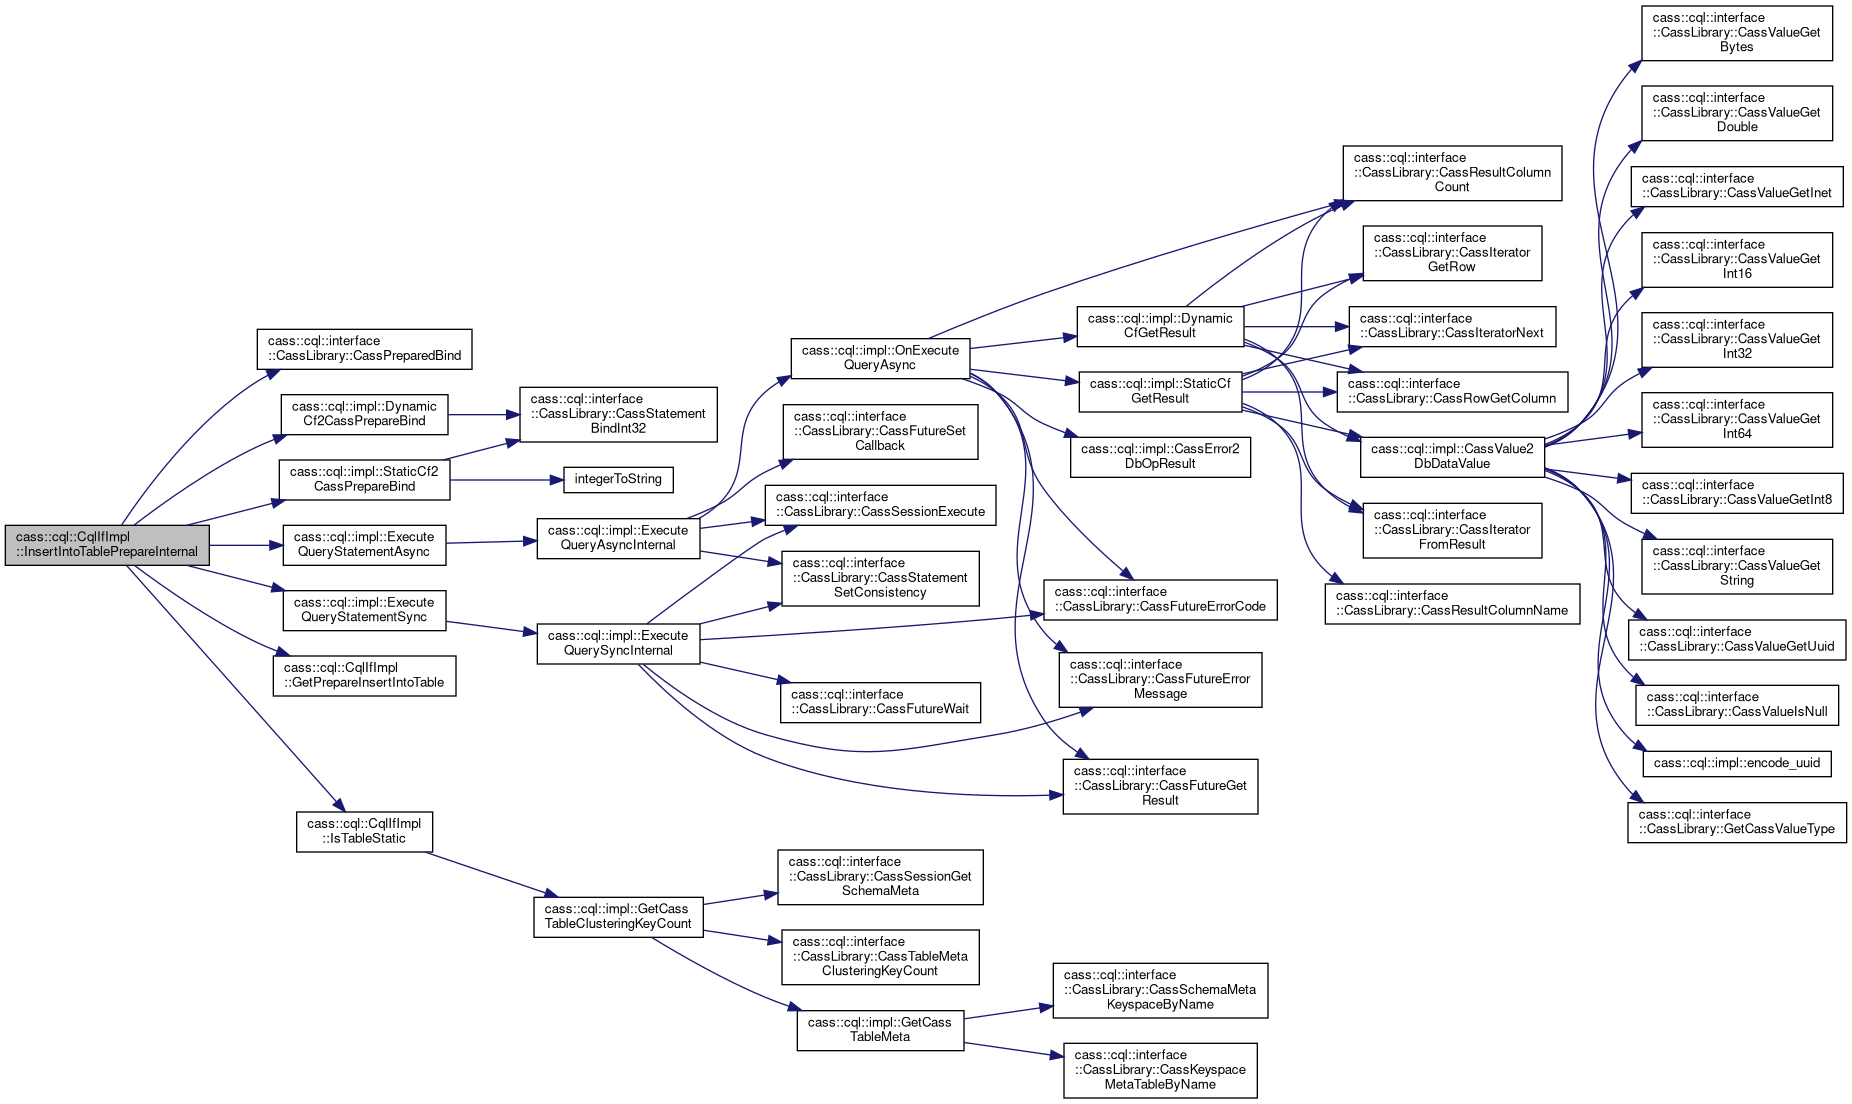 cass::cql::CqlIfImpl
::InsertIntoTablePrepareInternal
cass::cql::interface
::CassLibrary::CassPreparedBind
cass::cql::impl::Dynamic
Cf2CassPrepareBind
cass::cql::impl::StaticCf2
CassPrepareBind
cass::cql::impl::Execute
QueryStatementAsync
cass::cql::impl::Execute
QueryStatementSync
cass::cql::CqlIfImpl
::GetPrepareInsertIntoTable
cass::cql::CqlIfImpl
::IsTableStatic
cass::cql::interface
::CassLibrary::CassStatement
BindInt32
integerToString
cass::cql::impl::Execute
QueryAsyncInternal
cass::cql::impl::Execute
QuerySyncInternal
cass::cql::impl::GetCass
TableClusteringKeyCount
cass::cql::impl::OnExecute
QueryAsync
cass::cql::interface
::CassLibrary::CassFutureSet
Callback
cass::cql::interface
::CassLibrary::CassSessionExecute
cass::cql::interface
::CassLibrary::CassStatement
SetConsistency
cass::cql::interface
::CassLibrary::CassFutureWait
cass::cql::interface
::CassLibrary::CassSessionGet
SchemaMeta
cass::cql::interface
::CassLibrary::CassTableMeta
ClusteringKeyCount
cass::cql::impl::GetCass
TableMeta
cass::cql::impl::Dynamic
CfGetResult
cass::cql::impl::StaticCf
GetResult
cass::cql::impl::CassError2
DbOpResult
cass::cql::interface
::CassLibrary::CassFutureErrorCode
cass::cql::interface
::CassLibrary::CassFutureError
Message
cass::cql::interface
::CassLibrary::CassFutureGet
Result
cass::cql::interface
::CassLibrary::CassSchemaMeta
KeyspaceByName
cass::cql::interface
::CassLibrary::CassKeyspace
MetaTableByName
cass::cql::interface
::CassLibrary::CassResultColumn
Count
cass::cql::interface
::CassLibrary::CassIterator
GetRow
cass::cql::interface
::CassLibrary::CassIteratorNext
cass::cql::interface
::CassLibrary::CassRowGetColumn
cass::cql::impl::CassValue2
DbDataValue
cass::cql::interface
::CassLibrary::CassIterator
FromResult
cass::cql::interface
::CassLibrary::CassResultColumnName
cass::cql::interface
::CassLibrary::CassValueGet
Bytes
cass::cql::interface
::CassLibrary::CassValueGet
Double
cass::cql::interface
::CassLibrary::CassValueGetInet
cass::cql::interface
::CassLibrary::CassValueGet
Int16
cass::cql::interface
::CassLibrary::CassValueGet
Int32
cass::cql::interface
::CassLibrary::CassValueGet
Int64
cass::cql::interface
::CassLibrary::CassValueGetInt8
cass::cql::interface
::CassLibrary::CassValueGet
String
cass::cql::interface
::CassLibrary::CassValueGetUuid
cass::cql::interface
::CassLibrary::CassValueIsNull
cass::cql::impl::encode_uuid
cass::cql::interface
::CassLibrary::GetCassValueType